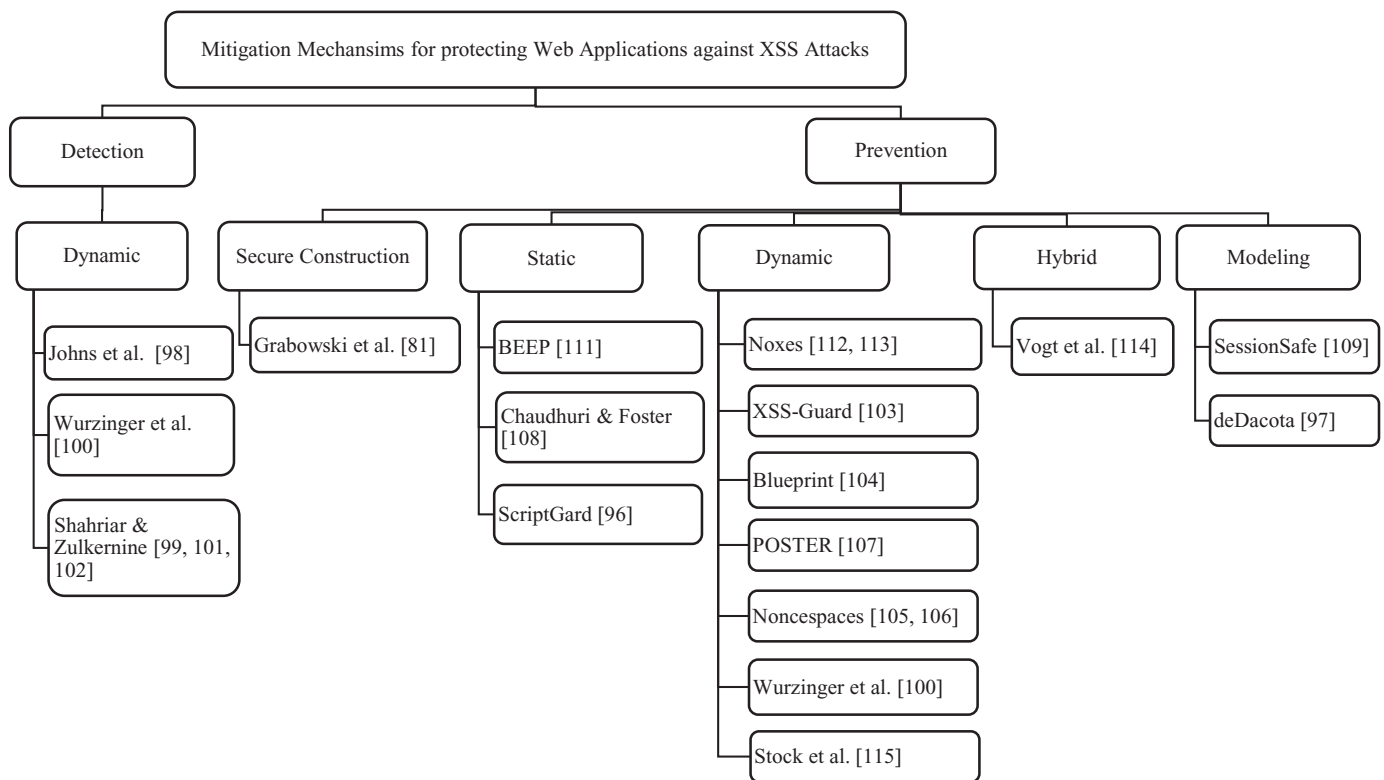 Mitigation Mechansims for protecting Web Applications against XSS Attacks
Detection
Prevention
Dynamic
Secure Construction
Static
Dynamic
Hybrid
Modeling
Johns et al. [98]
Wurzinger et al.
[100]
Shahriar &
Zulkernine [99, 101,
102]
Grabowski et al. [81]
BEEP [111]
Chaudhuri & Foster
[108]
ScriptGard [96]
Noxes [112, 113]
XSS-Guard [103]
Blueprint [104]
POSTER [107]
Noncespaces [105, 106]
Wurzinger et al. [100]
Stock et al. [115]
Vogt et al. [114]
SessionSafe [109]
deDacota [97]